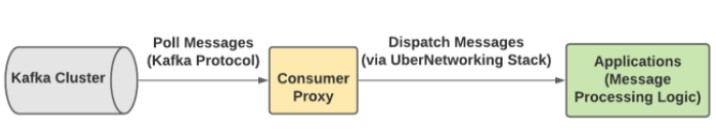 Kafka Cluster
Poll Messages
(Kafka Protocol)
Consumer
Proxy
Dispatch Messages
(via UberNetworking Stack)
Applications
(Message
Processing Logic)